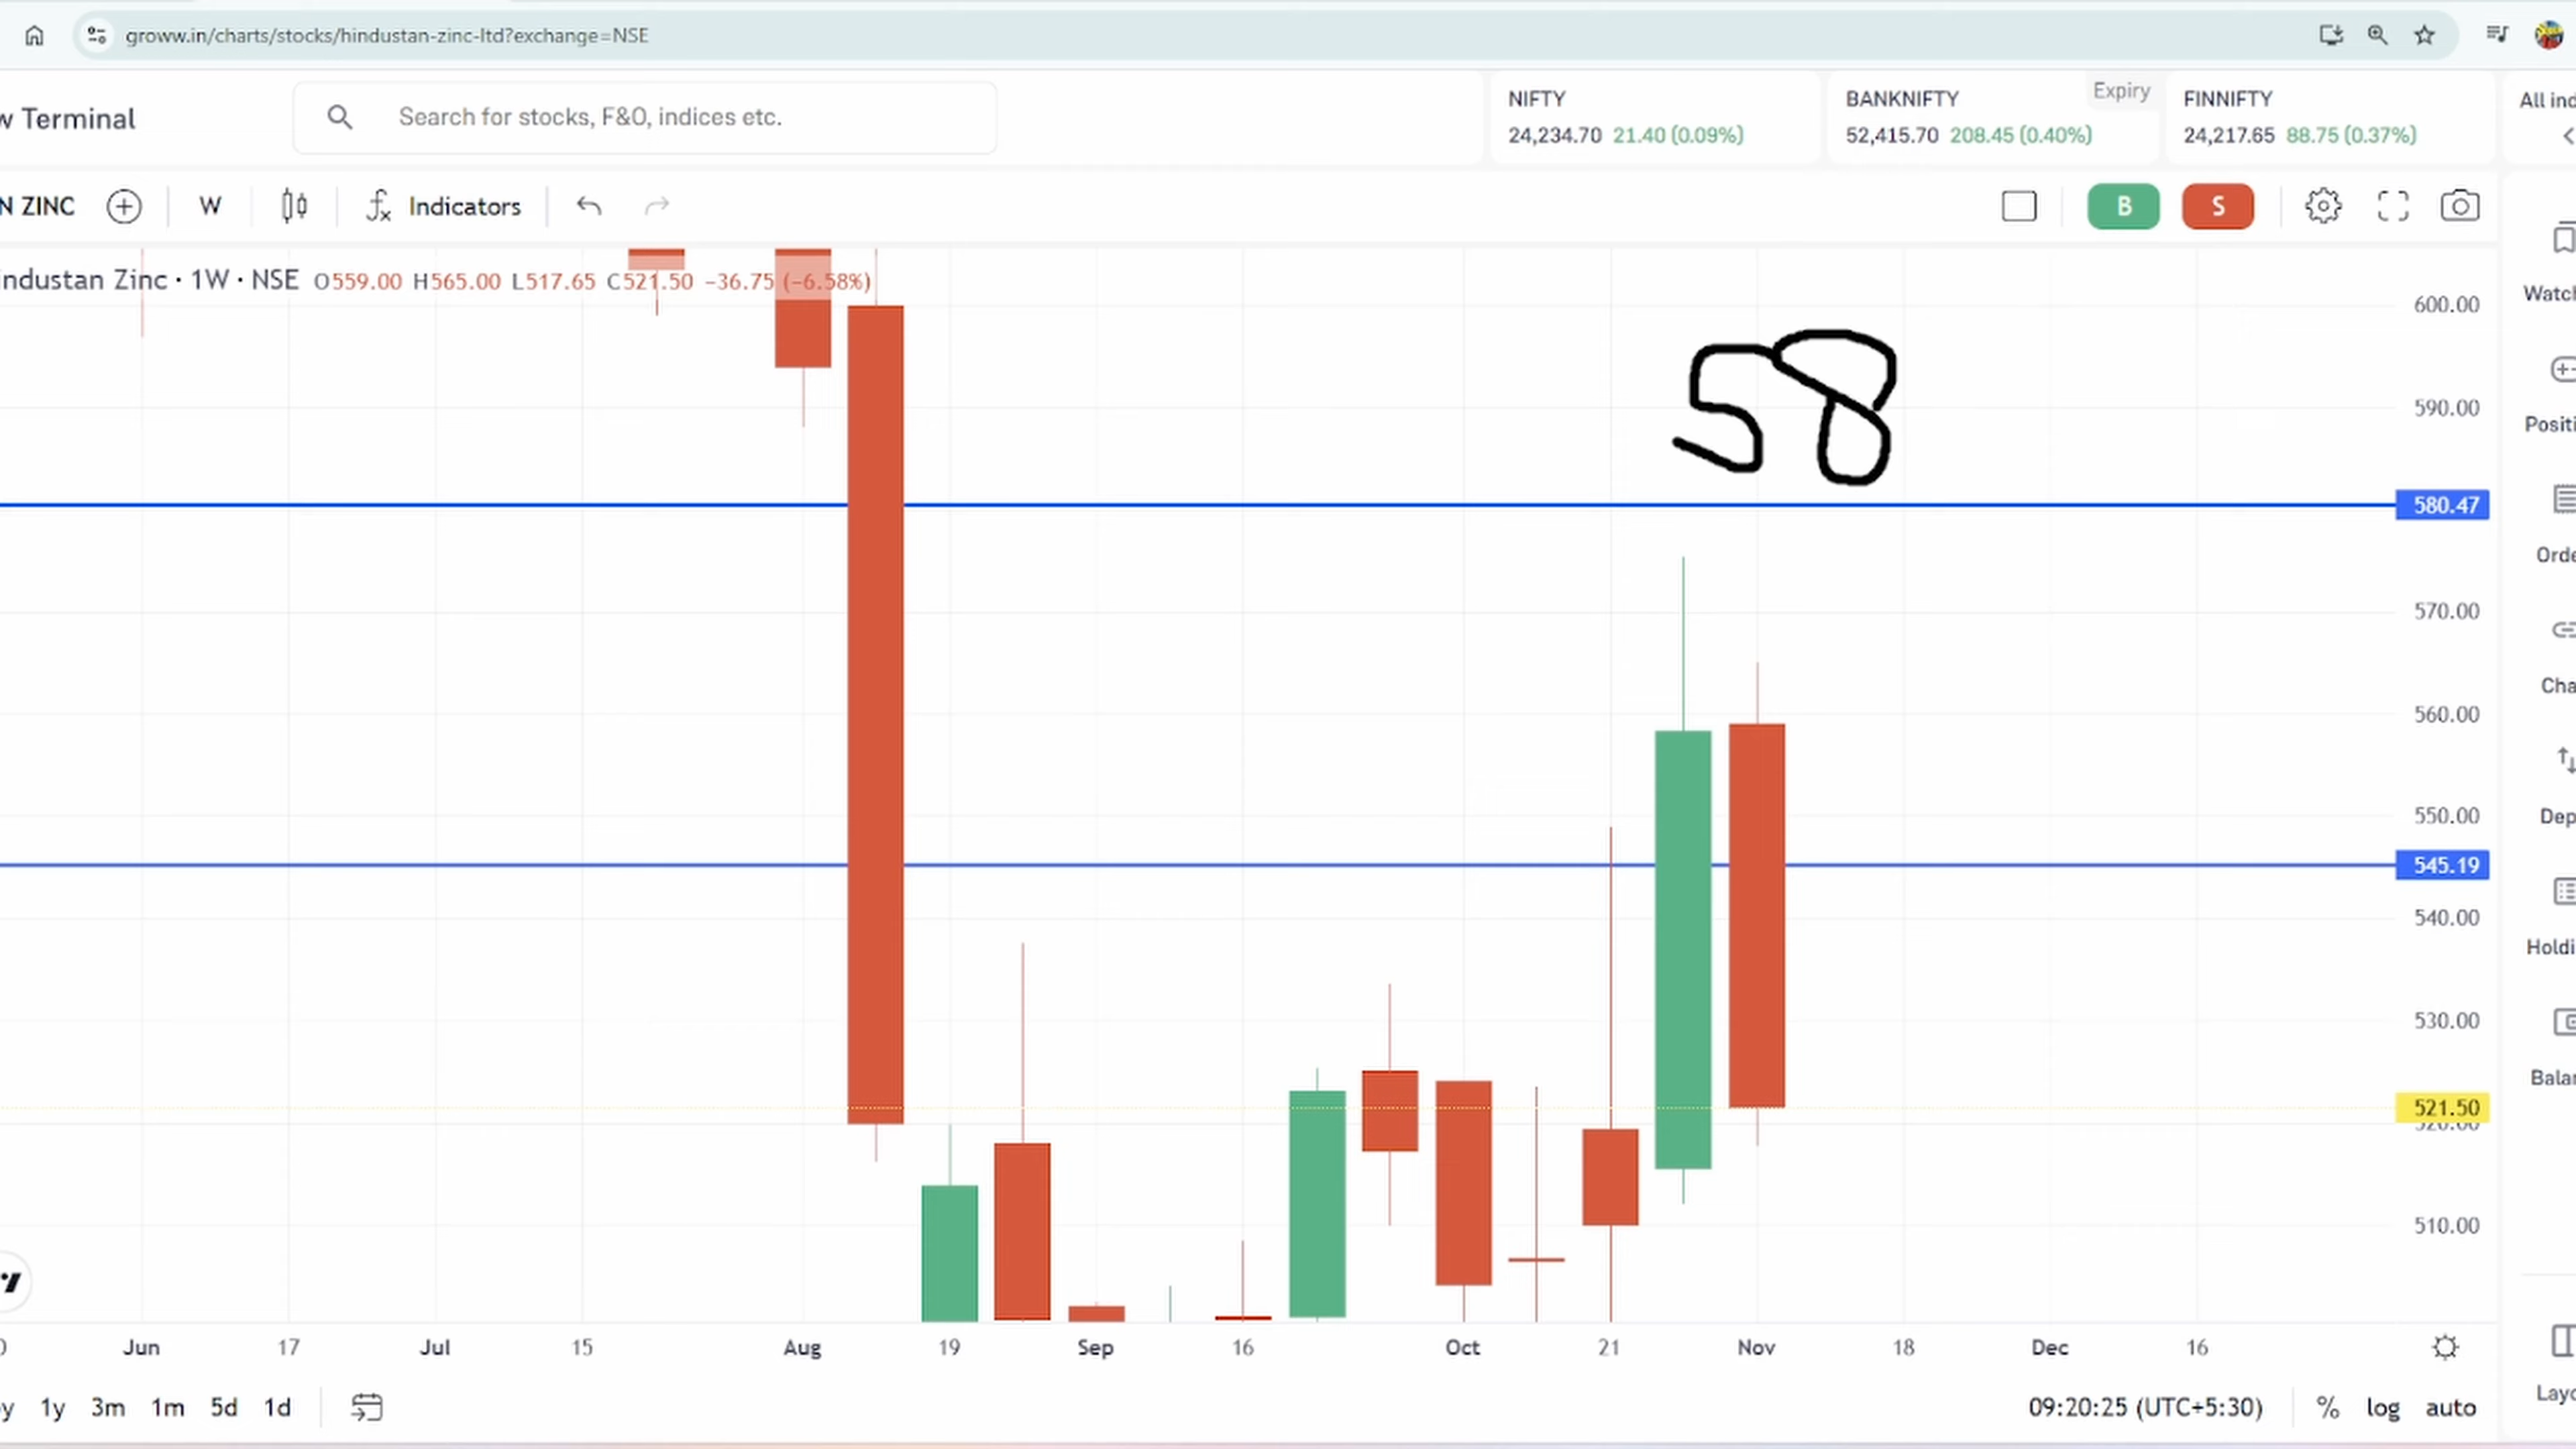 groww.in/charts/stocks/hindustan-zinc-ltd?exchange=NSE
w Terminal
Search for stocks, F&O, indices etc.
NIFTY
24,234.70 21.40 (0.09%)
BANKNIFTY
Expiry
52,415.70 208.45 (0.40%)
FINNIFTY
24,217.65 88.75 (0.37%)
All ind
N ZINC
W
Indicators
B
S
industan Zinc · 1W · NSE O559.00 H565.00 L517.65 C521.50 −36.75 (−6.58%)
58
600.00
590.00
580.47
570.00
560.00
550.00
545.19
540.00
530.00
521.50
520.00
510.00
Watch
Positi
Orde
Cha
Dep
Holdi
Balan
Layo
Jun 17 Jul 15 Aug 19 Sep 16 Oct 21 Nov 18 Dec 16
y 1y 3m 1m 5d 1d
09:20:25 (UTC+5:30) % log auto